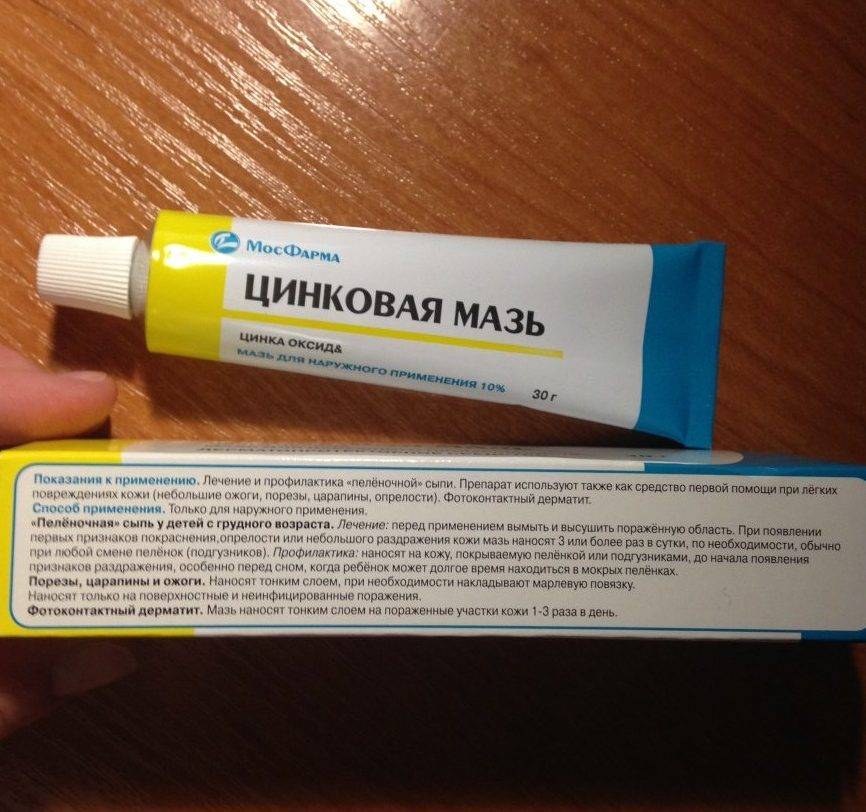 МосФарма
ЦИНКОВАЯ МАЗЬ
ЦИНКА ОКСИД&
МАЗЬ ДЛЯ НАРУЖНОГО ПРИМЕНЕНИЯ 10%
30 г
Показания к применению. Лечение и профилактика «пелёночной» сыпи. Препарат используют также как средство первой помощи при лёгких
повреждениях кожи (небольшие ожоги, порезы, царапины, опрелости). Фотоконтактный дерматит.
Способ применения. Только для наружного применения.
«Пелёночная» сыпь у детей с грудного возраста. Лечение: перед применением вымыть и высушить поражённую область. При появлении
первых признаков покраснения,опрелости или небольшого раздражения кожи мазь наносят 3 или более раз в сутки, по необходимости, обычно
при любой смене пелёнок (подгузников). Профилактика: наносят на кожу, покрываемую пелёнкой или подгузниками, до начала появления
признаков раздражения, особенно перед сном, когда ребёнок может долгое время находиться в мокрых пелёнках.
Порезы, царапины и ожоги. Наносят тонким слоем, при необходимости накладывают марлевую повязку.
Наносят только на поверхностные и неинфицированные поражения.
Фотоконтактный дерматит. Мазь наносят тонким слоем на пораженные участки кожи 1-3 раза в день.